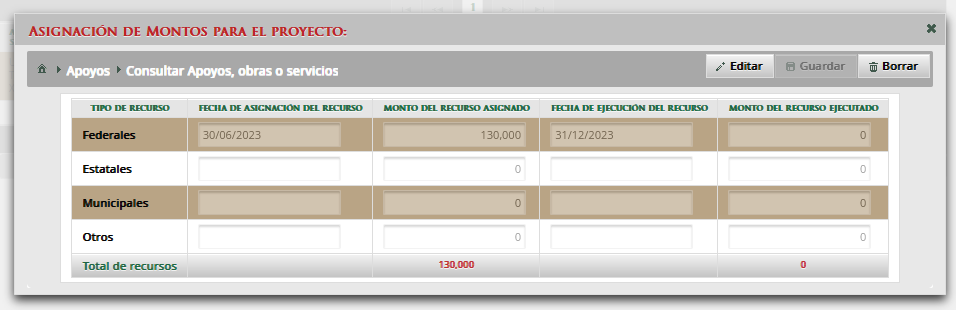 1
ASIGNACIÓN DE MONTOS PARA EL PROYECTO:
Apoyos Consultar Apoyos, obras o servicios Editar Guardar Borrar
TIPO DE RECURSO FECHA DE ASIGNACIÓN DEL RECURSO MONTO DEL RECURSO ASIGNADO FECHA DE EJECUCIÓN DEL RECURSO MONTO DEL RECURSO EJECUTADO
Federales 30/06/2023 130,000 31/12/2023 0
Estatales 0 0
Municipales 0 0
Otros 0 0
Total de recursos 130,000 0